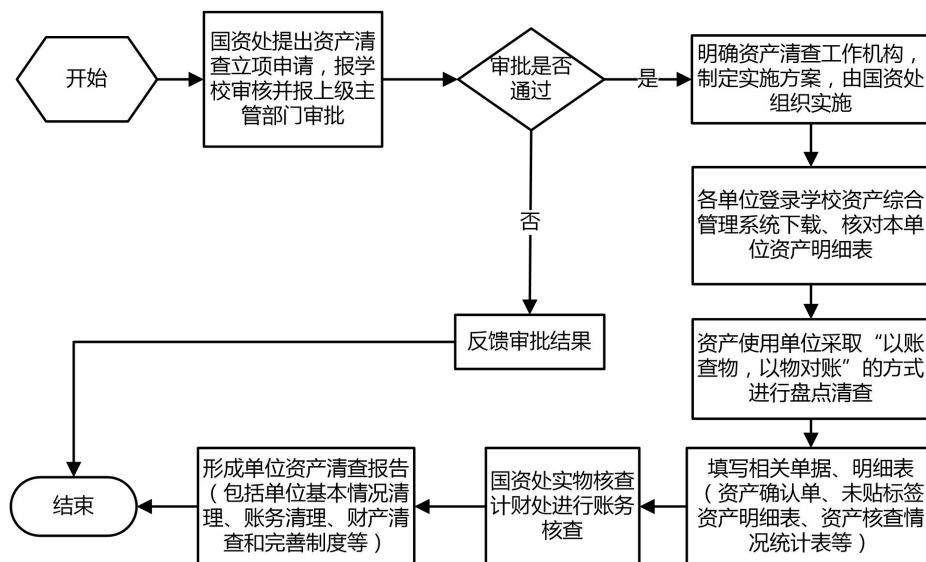 开始
国资处提出资产清
查立项申请，报学
校审核并报上级主
管部门审批
审批是否
通过
是
明确资产清查工作机构，
制定实施方案，由国资处
组织实施
各单位登录学校资产综合
管理系统下载、核对本单
位资产明细表
否
反馈审批结果
资产使用单位采取“以账
查物，以物对账”的方式
进行盘点清查
填写相关单据、明细表
（资产确认单、未贴标签
资产明细表、资产核查情
况统计表等）
国资处实物核查
计财处进行账务
核查
形成单位资产清查报告
（包括单位基本情况清
理、账务清理、财产清
查和完善制度等）
结束